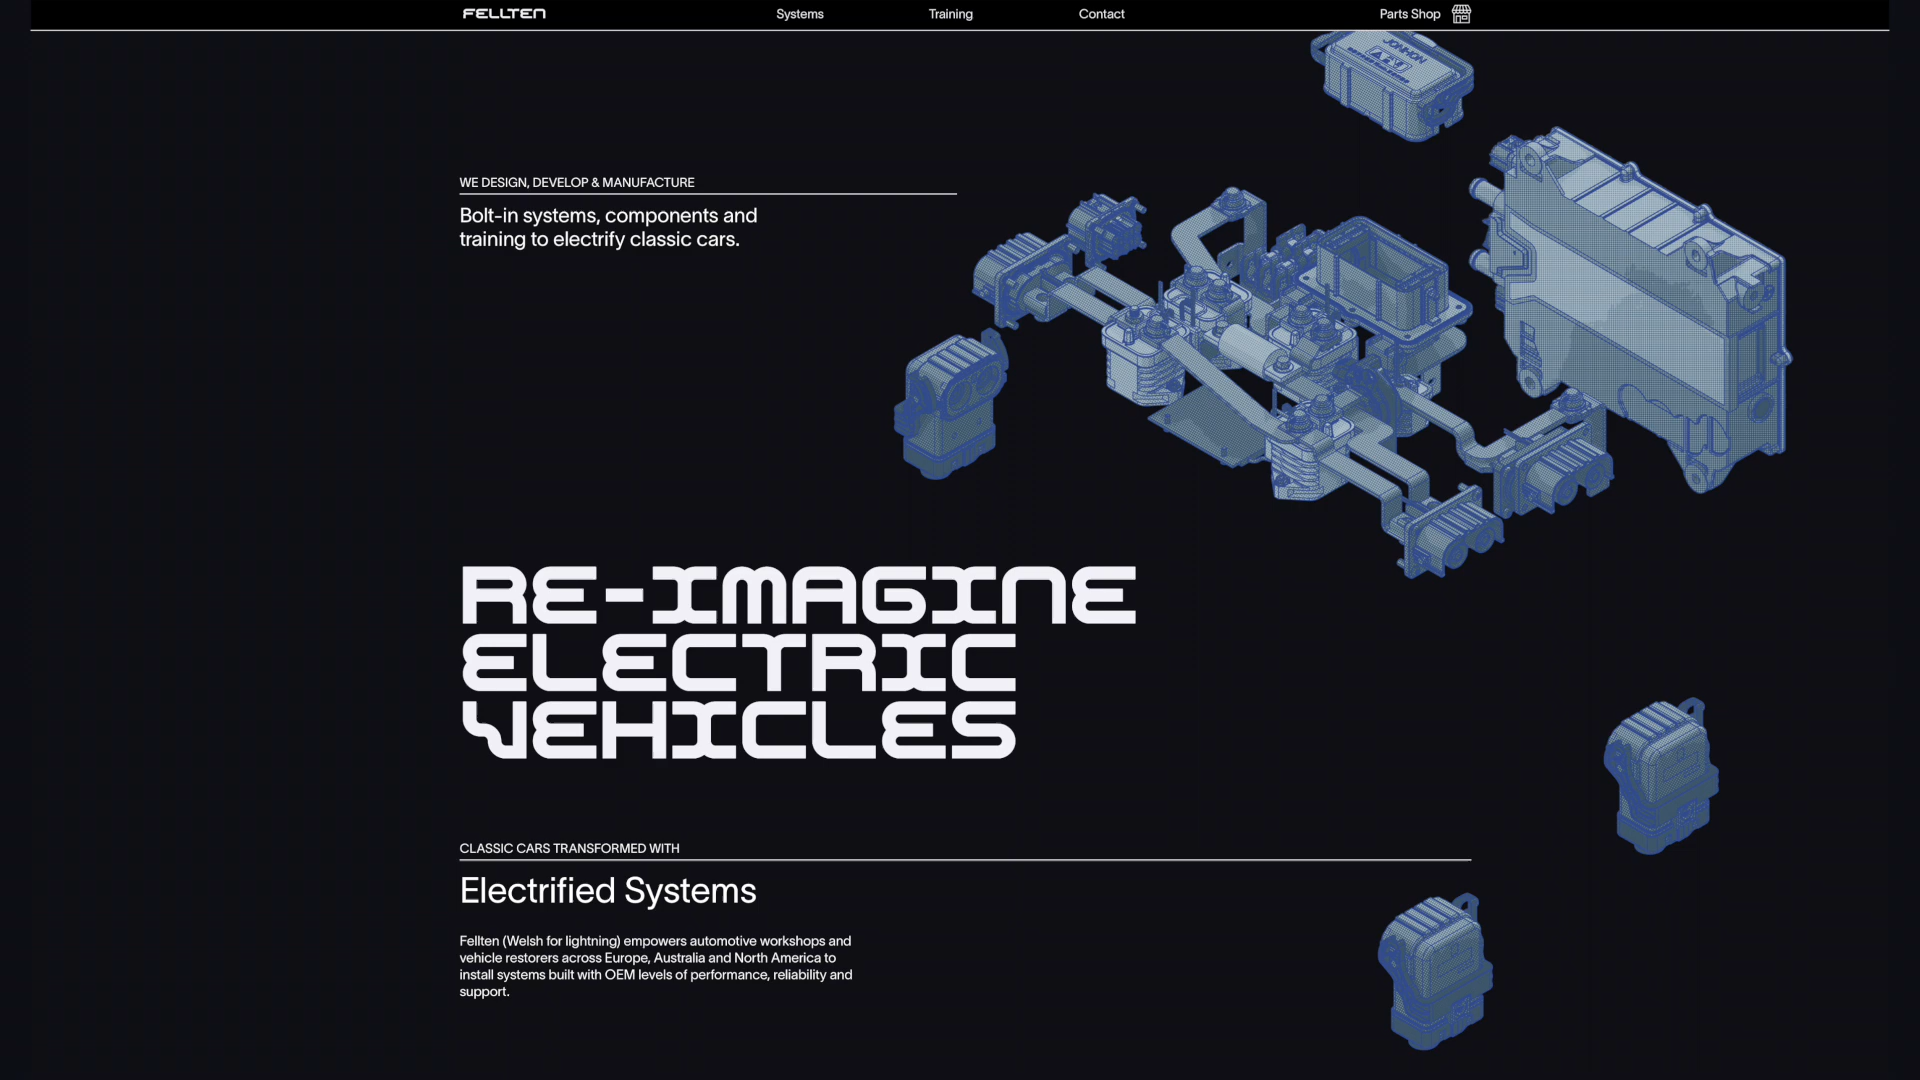 FELLTEN
Systems
Training
Contact
Parts Shop
JONHON
WE DESIGN, DEVELOP & MANUFACTURE
Bolt-in systems, components and
training to electrify classic cars.
RE-IMAGINE
ELECTRIC
VEHICLES
CLASSIC CARS TRANSFORMED WITH
Electrified Systems
Fellten (Welsh for lightning) empowers automotive workshops and
vehicle restorers across Europe, Australia and North America to
install systems built with OEM levels of performance, reliability and
support.